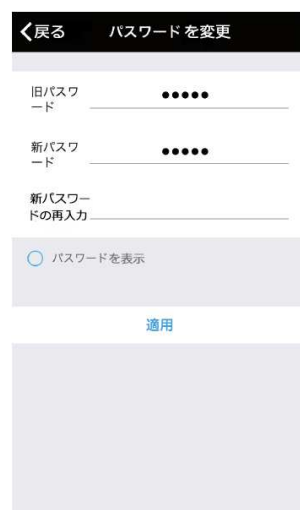 戻る パスワードを変更
旧パスワ
ード ●●●●●
新パスワ
ード ●●●●●
新パスワー
ドの再入力
パスワードを表示
適用